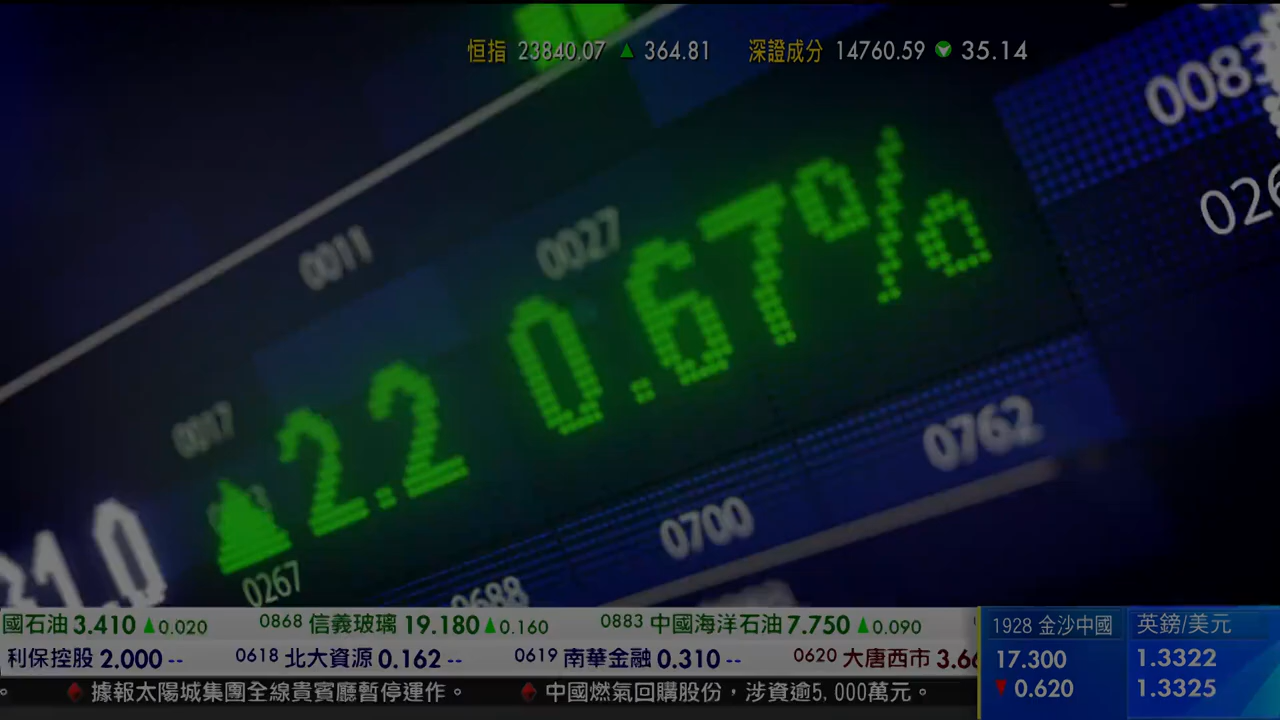 恒指 23840.07 ▲ 364.81 深證成分 14760.59 ▼ 35.14
0011
0027
0017
▲2.2 0.67%
31.0
0267
0688
0700
0762
國石油 3.410 ▲0.020 0868 信義玻璃 19.180 ▲0.160 0883 中國海洋石油 7.750 ▲0.090
利保控股 2.000 -- 0618 北大資源 0.162 -- 0619 南華金融 0.310 -- 0620 大唐西市 3.66
。 據報太陽城集團全線貴賓廳暫停運作。 中國燃氣回購股份，涉資逾5,000萬元。
1928 金沙中國
17.300
▼ 0.620
英鎊/美元
1.3322
1.3325